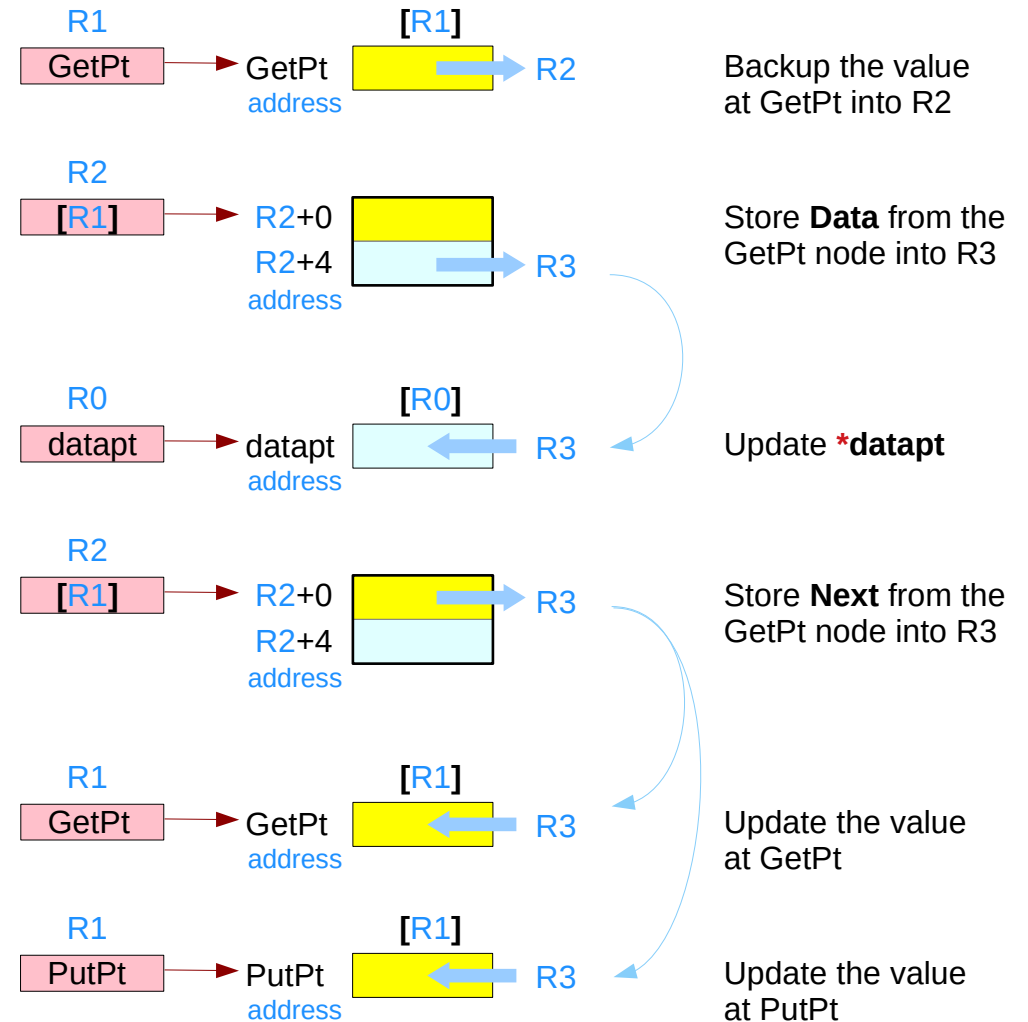 R1 [R1]
GetPt GetPt R2 Backup the value
address at GetPt into R2
R2
[R1] R2+0 Store Data from the
R2+4 R3 GetPt node into R3
address
R0 [R0]
datapt datapt R3 Update *datapt
address
R2
[R1] R2+0 R3 Store Next from the
R2+4 GetPt node into R3
address
R1 [R1]
GetPt GetPt R3 Update the value
address at GetPt
R1 [R1]
PutPt PutPt R3 Update the value
address at PutPt